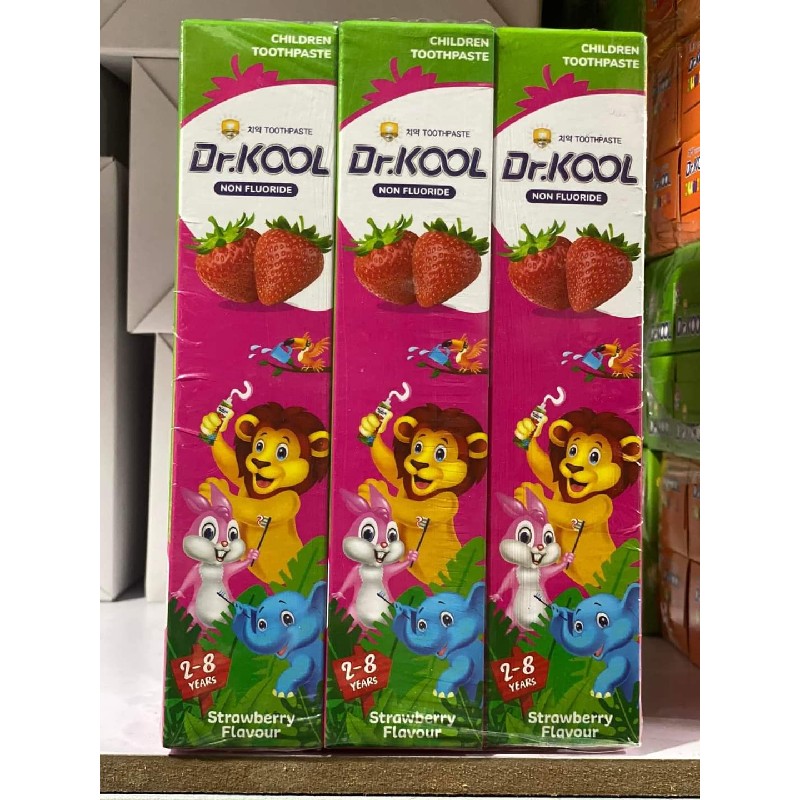 CHILDREN
TOOTHPASTE
치약 TOOTHPASTE
Dr.KOOL
NON FLUORIDE
2-8
YEARS
Strawberry
Flavour
CHILDREN
TOOTHPASTE
치약 TOOTHPASTE
Dr.KOOL
NON FLUORIDE
2-8
YEARS
Strawberry
Flavour
CHILDREN
TOOTHPASTE
치약 TOOTHPASTE
Dr.KOOL
NON FLUORIDE
2-8
YEARS
Strawberry
Flavour
Dr.KOOL